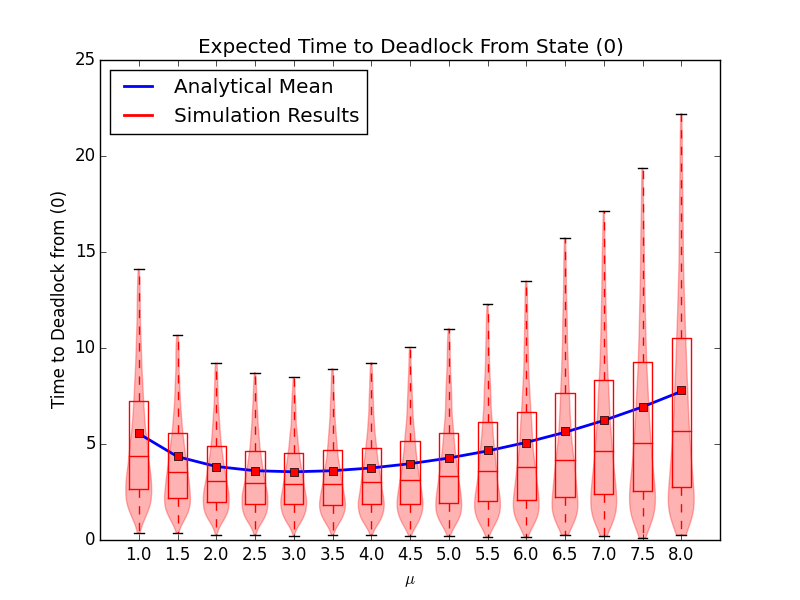 Expected Time to Deadlock From State (0)
Analytical Mean
Simulation Results
Time to Deadlock from (0)
25
20
15
10
5
0
1.0 1.5 2.0 2.5 3.0 3.5 4.0 4.5 5.0 5.5 6.0 6.5 7.0 7.5 8.0
μ